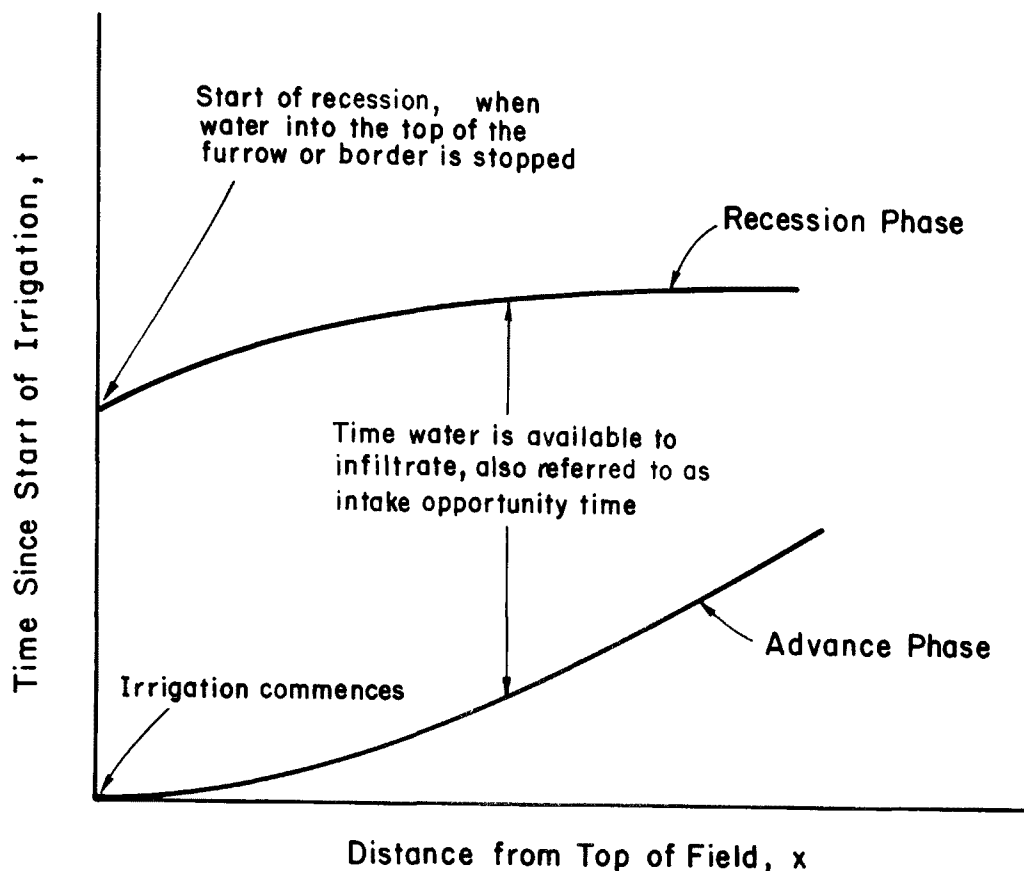 Start of recession, when
water into the top of the
furrow or border is stopped
Recession Phase
Time Since Start of Irrigation, t
Time water is available to
infiltrate, also referred to as
intake opportunity time
Advance Phase
Irrigation commences
Distance from Top of Field, x